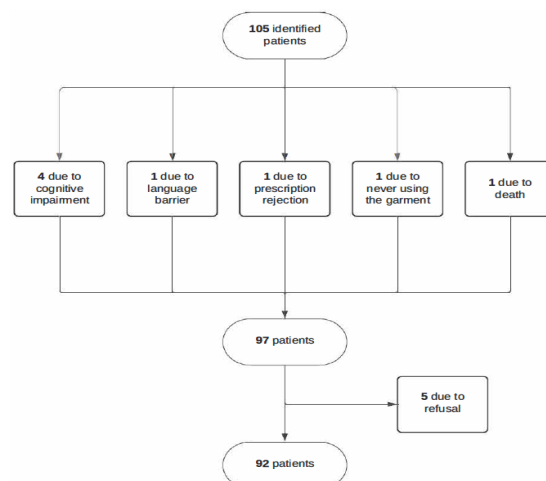 105 identified
patients
4 due to
cognitive
impairment
1 due to
language
barrier
1 due to
prescription
rejection
1 due to
never using
the garment
1 due to
death
97 patients
5 due to
refusal
92 patients